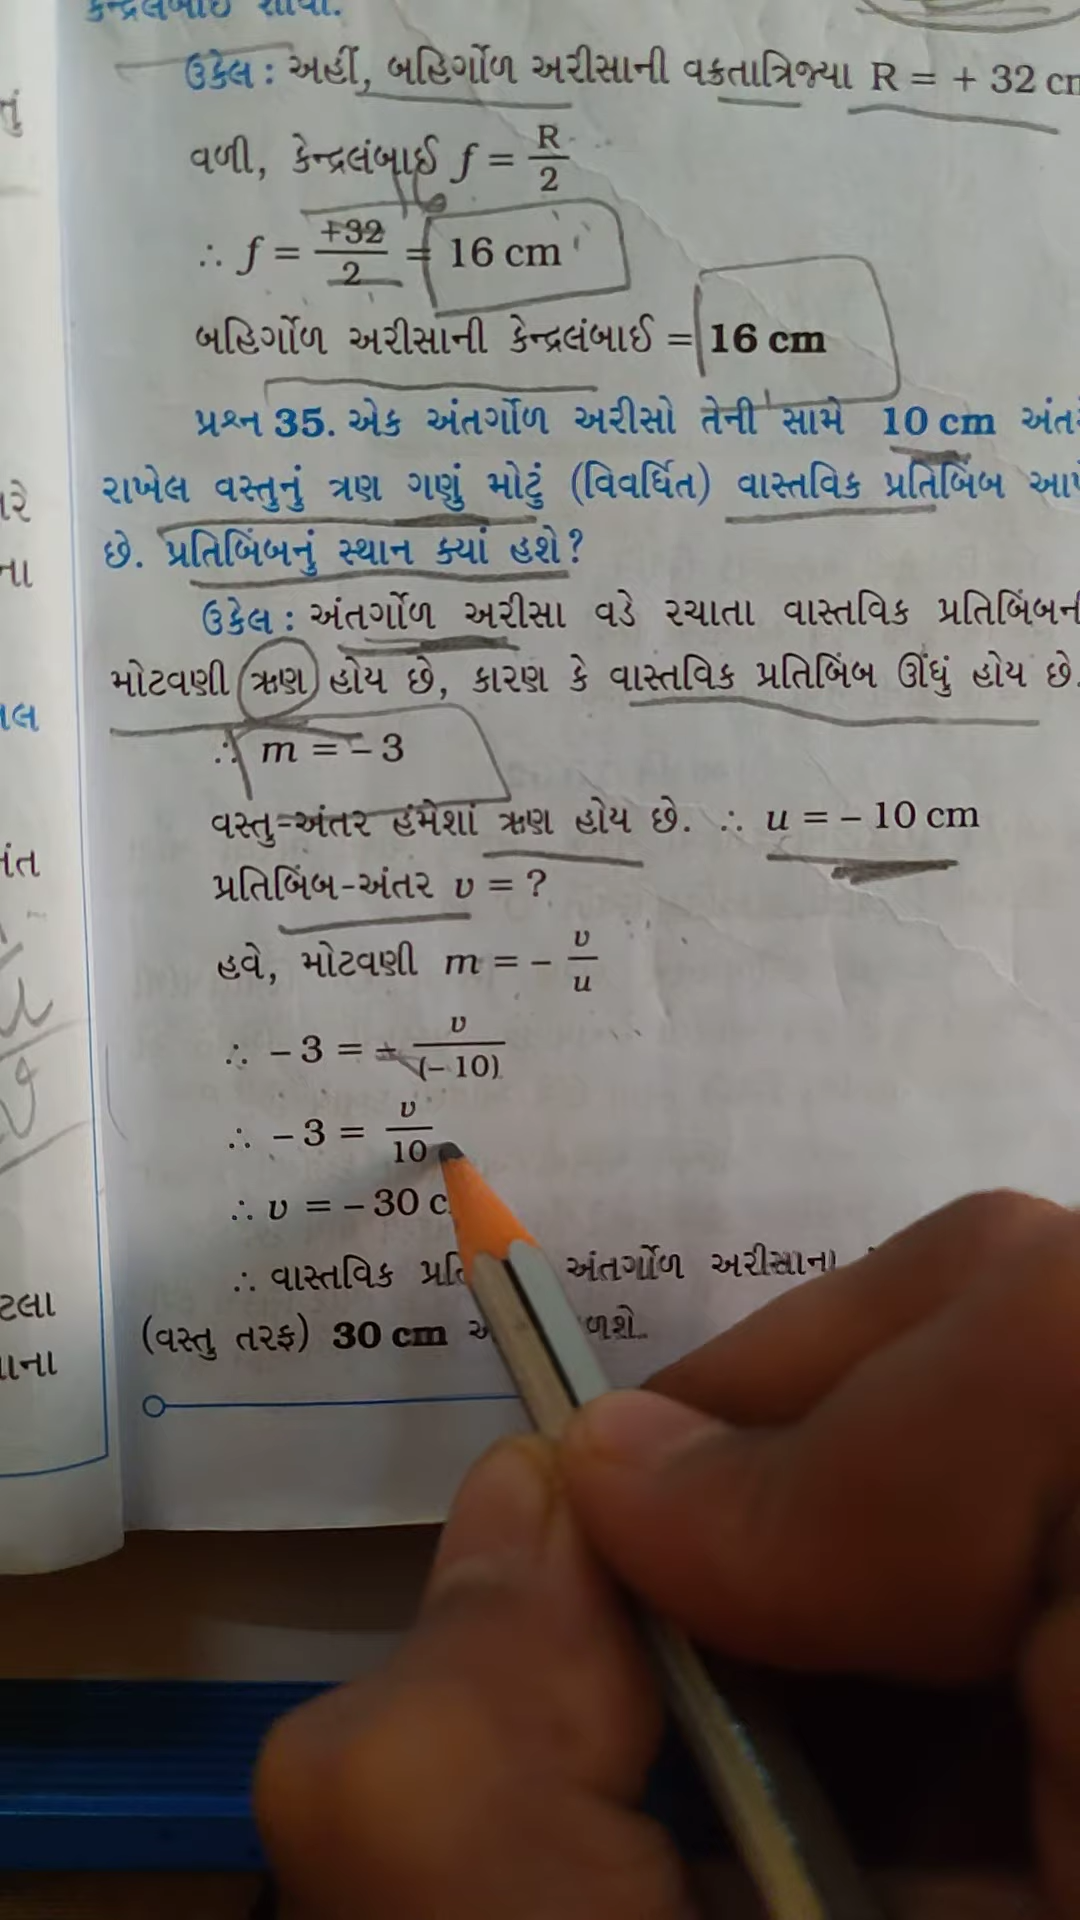 ઉકેલ : અહીં, બહિર્ગોળ અરીસાની વક્રતાત્રિજ્યા R = + 32
વળી, કેન્દ્રલંબાઈ f = R/2
∴ f = +32/2 = 16 cm
બહિર્ગોળ અરીસાની કેન્દ્રલંબાઈ = 16 cm
પ્રશ્ન 35. એક અંતર્ગોળ અરીસો તેની સામે 10 cm
રાખેલ વસ્તુનું ત્રણ ગણું મોટું (વિવર્ધિત) વાસ્તવિક પ્રતિબિંબ
છે. પ્રતિબિંબનું સ્થાન ક્યાં હશે?
ઉકેલ : અંતર્ગોળ અરીસા વડે રચાતા વાસ્તવિક
મોટવણી ઋણ હોય છે, કારણ કે વાસ્તવિક પ્રતિબિંબ ઊંધું હોય છે.
∴ m = – 3
વસ્તુ-અંતર હંમેશાં ઋણ હોય છે. ∴ u = – 10 cm
પ્રતિબિંબ-અંતર v = ?
હવે, મોટવણી m = – v/u
∴ – 3 = – v/(– 10)
∴ – 3 = v/10
∴ v = – 30
∴ વાસ્તવિક અંતર્ગોળ અરીસાના
(વસ્તુ તરફ) 30 cm